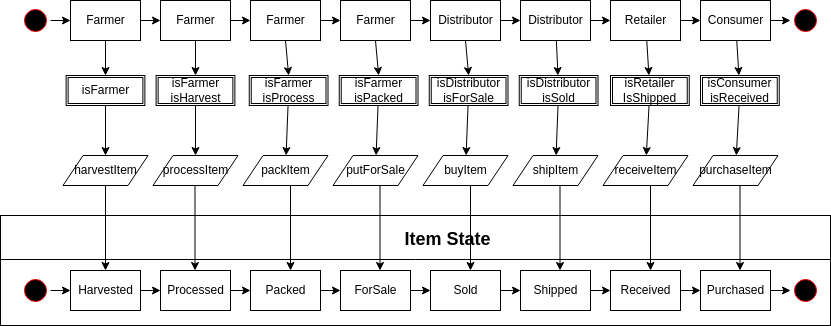 Farmer
Farmer
Farmer
Farmer
Distributor
Distributor
Retailer
Consumer
isFarmer
isFarmer
isHarvest
isFarmer
isProcess
isFarmer
isPacked
isDistributor
isForSale
isDistributor
isSold
isRetailer
IsShipped
isConsumer
isReceived
harvestItem
processItem
packItem
putForSale
buyItem
shipItem
receiveItem
purchaseItem
Item State
Harvested
Processed
Packed
ForSale
Sold
Shipped
Received
Purchased